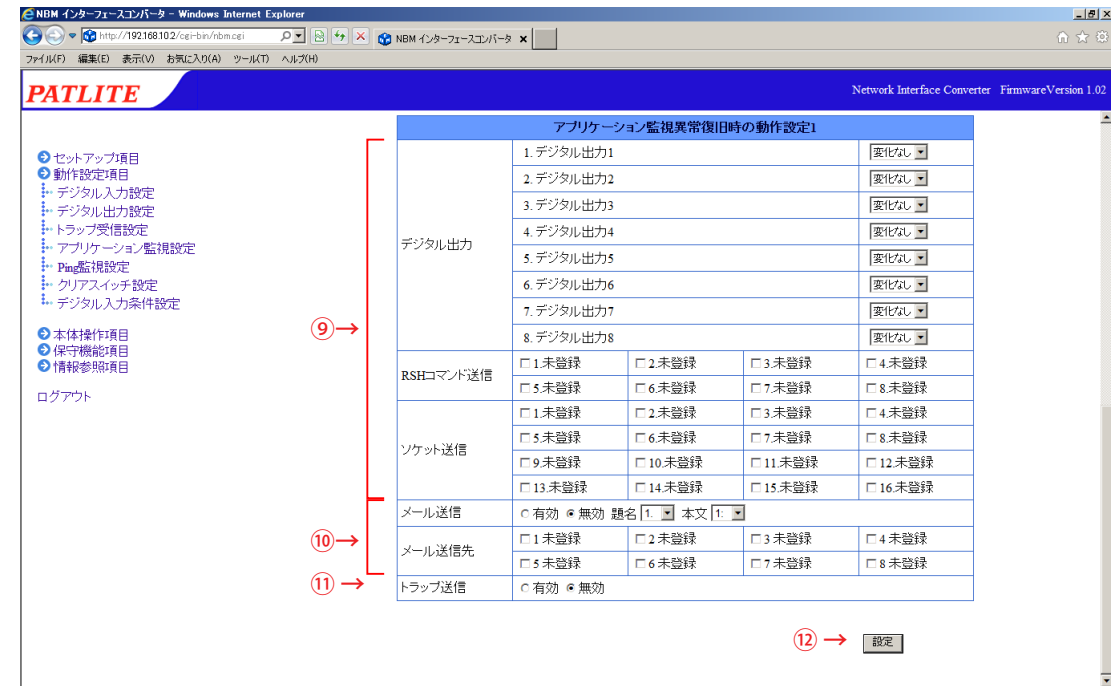 NBM インターフェースコンバータ - Windows Internet Explorer
http://192.168.10.2/cgi-bin/nbm.cgi
NBM インターフェースコンバータ
ファイル(F) 編集(E) 表示(V) お気に入り(A) ツール(T) ヘルプ(H)
PATLITE
Network Interface Converter FirmwareVersion 1.02
セットアップ項目
動作設定項目
デジタル入力設定
デジタル出力設定
トラップ受信設定
アプリケーション監視設定
Ping監視設定
クリアスイッチ設定
デジタル入力条件設定
本体操作項目
保守機能項目
情報参照項目
ログアウト
アプリケーション監視異常復旧時の動作設定1
⑨→
デジタル出力
1. デジタル出力1 変化なし
2. デジタル出力2 変化なし
3. デジタル出力3 変化なし
4. デジタル出力4 変化なし
5. デジタル出力5 変化なし
6. デジタル出力6 変化なし
7. デジタル出力7 変化なし
8. デジタル出力8 変化なし
RSHコマンド送信
1.未登録 2.未登録 3.未登録 4.未登録
5.未登録 6.未登録 7.未登録 8.未登録
ソケット送信
1.未登録 2.未登録 3.未登録 4.未登録
5.未登録 6.未登録 7.未登録 8.未登録
9.未登録 10.未登録 11.未登録 12.未登録
13.未登録 14.未登録 15.未登録 16.未登録
⑩→
メール送信 有効 無効 題名 1. 本文 1:
メール送信先
1 未登録 2 未登録 3 未登録 4 未登録
5 未登録 6 未登録 7 未登録 8 未登録
⑪→
トラップ送信 有効 無効
⑫→ 設定